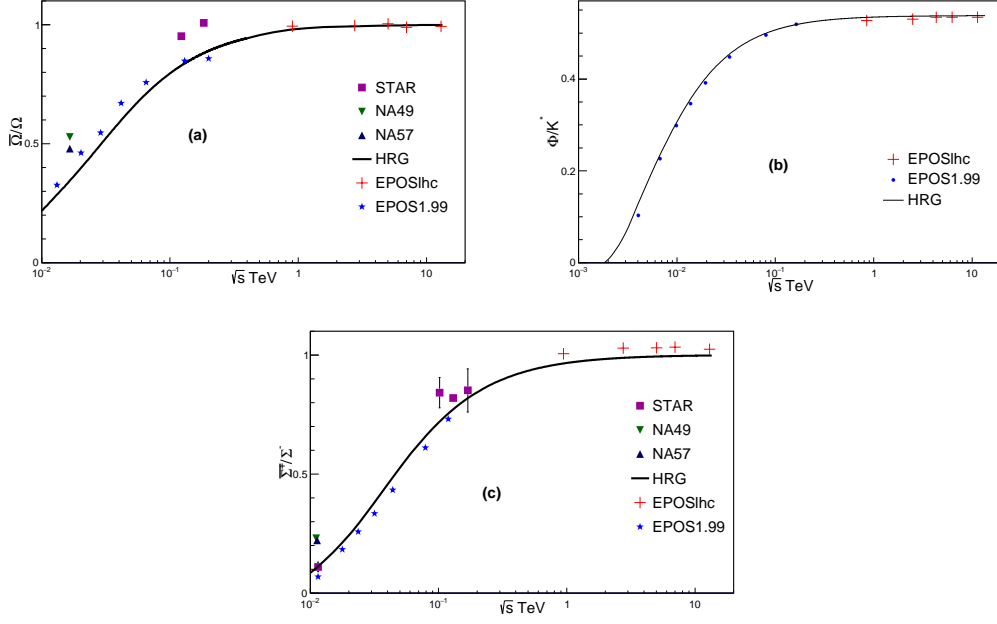 1
0.5
0
Ω̅/Ω
(a)
STAR
NA49
NA57
HRG
EPOSlhc
EPOS1.99
10⁻² 10⁻¹ 1 10
√s TeV
0.4
0.2
0
Φ/K*
(b)
EPOSlhc
EPOS1.99
HRG
10⁻³ 10⁻² 10⁻¹ 1 10
√s TeV
1
0.5
0
(c)
STAR
NA49
NA57
HRG
EPOSlhc
EPOS1.99
10⁻² 10⁻¹ 1 10
√s TeV